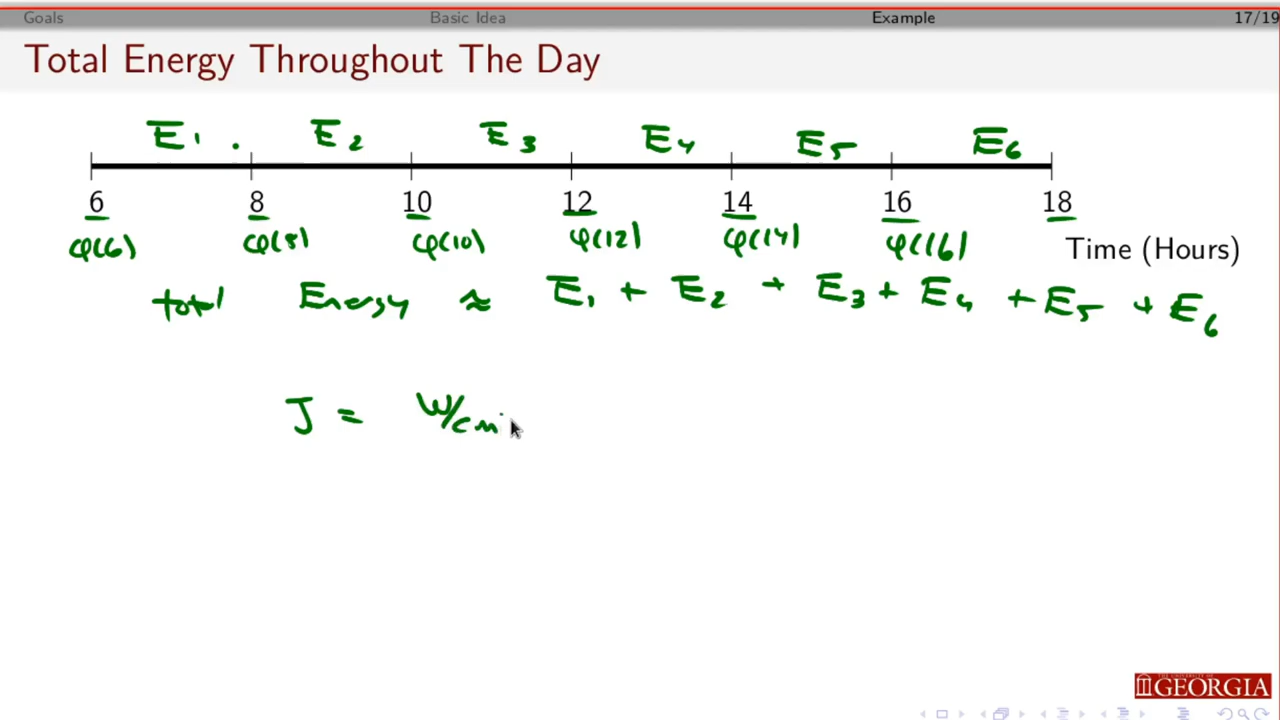 Goals Basic Idea Example 17/19
Total Energy Throughout The Day
E1 . E2 E3 E4 E5 E6
6 8 10 12 14 16 18
φ(6) φ(8) φ(10) φ(12) φ(14) φ(16)
Time (Hours)
total Energy ≈ E1 + E2 + E3 + E4 + E5 + E6
J = W/cm
GEORGIA